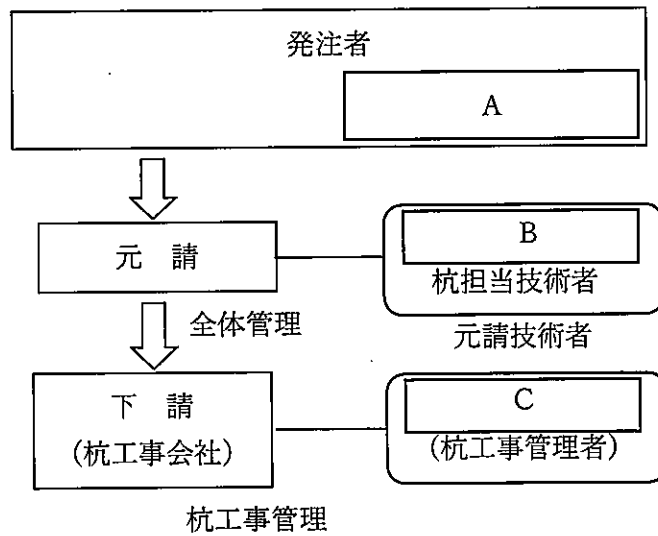 発注者
A
元 請
B
杭担当技術者
全体管理
元請技術者
下 請
(杭工事会社)
C
(杭工事管理者)
杭工事管理